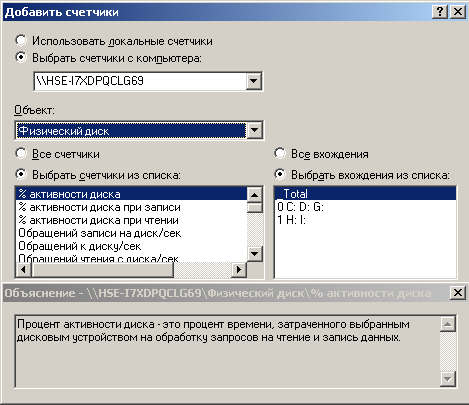 Добавить счетчики
Использовать локальные счетчики
Выбрать счетчики с компьютера:
\\HSE-I7XDPQCLG69
Объект:
Физический диск
Все счетчики
Все вхождения
Выбрать счетчики из списка:
Выбрать вхождения из списка:
% активности диска
% активности диска при записи
% активности диска при чтении
Обращений записи на диск/сек
Обращений к диску/сек
Обращений чтения с диска/сек
_Total
0 C: D: G:
1 H: I:
Объяснение - \\HSE-I7XDPQCLG69\Физический диск\% активности диска
Процент активности диска - это процент времени, затраченного выбранным
дисковым устройством на обработку запросов на чтение и запись данных.